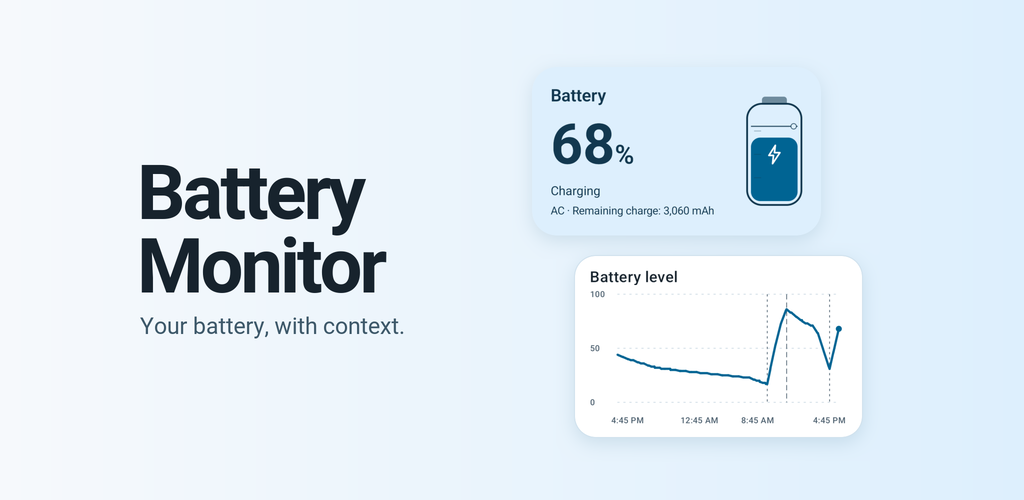 Battery
Monitor
Your battery, with context.
Battery
68%
Charging
AC · Remaining charge: 3,060 mAh
Battery level
100
50
0
4:45 PM 12:45 AM 8:45 AM 4:45 PM